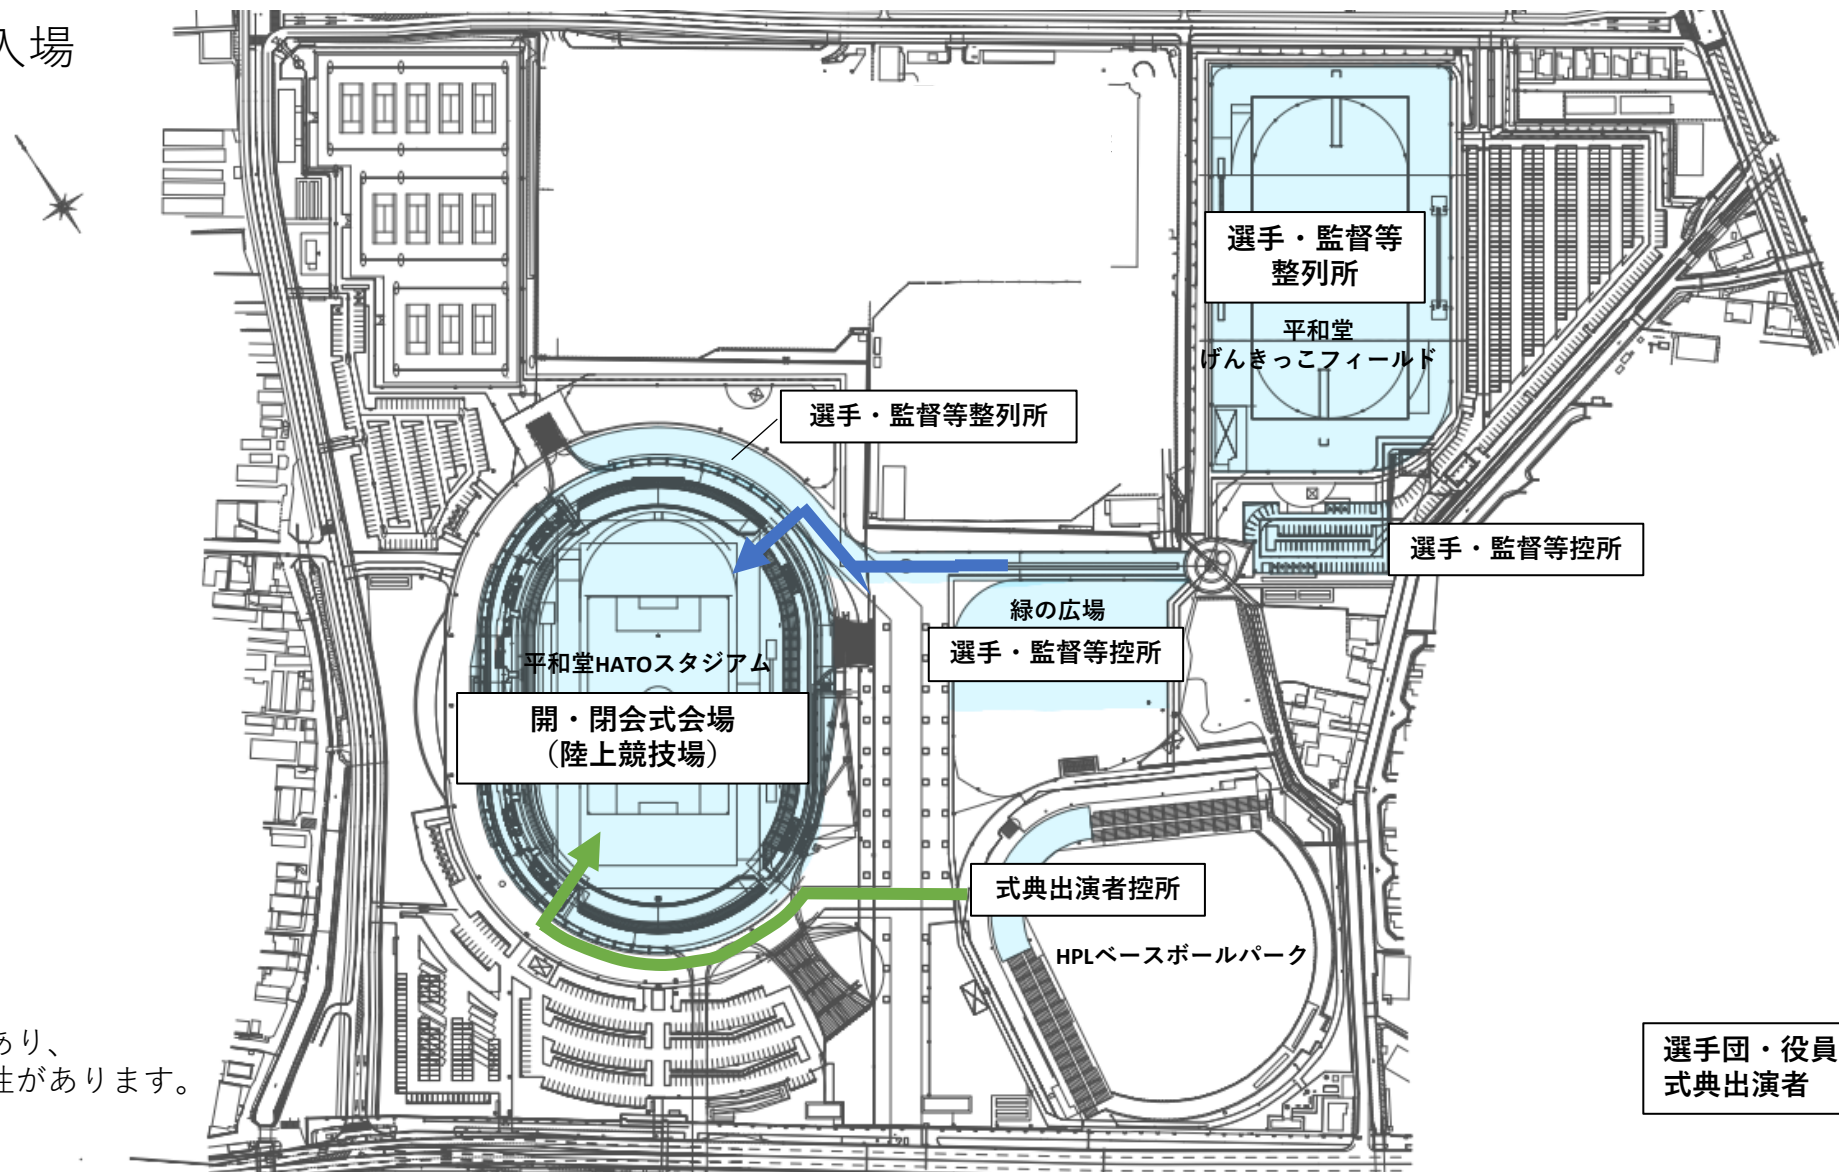 入場
選手・監督等
整列所
平和堂
げんきっこフィールド
選手・監督等整列所
選手・監督等控所
緑の広場
選手・監督等控所
平和堂HATOスタジアム
開・閉会式会場
（陸上競技場）
式典出演者控所
HPLベースボールパーク
あり、
性があります。
選手団・役員
式典出演者